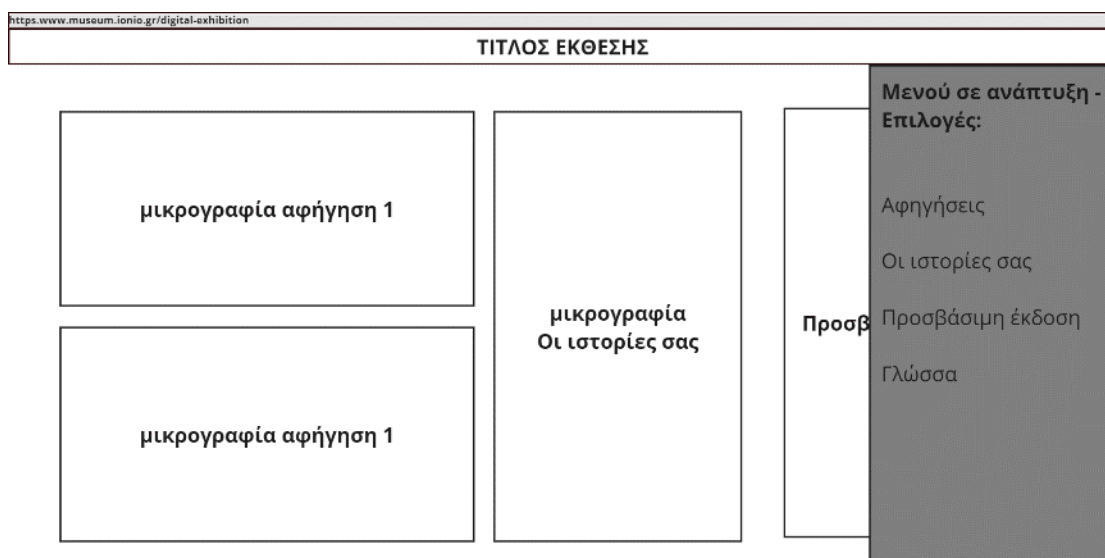 https.www.museum.ionio.gr/digital-exhibition
ΤΙΤΛΟΣ ΕΚΘΕΣΗΣ
μικρογραφία αφήγηση 1
μικρογραφία αφήγηση 1
μικρογραφία
Οι ιστορίες σας
Προσβ
Μενού σε ανάπτυξη -
Επιλογές:
Αφηγήσεις
Οι ιστορίες σας
Προσβάσιμη έκδοση
Γλώσσα